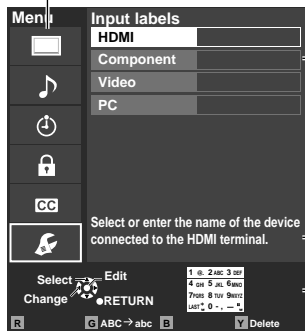 Menu
Input labels
HDMI
Component
Video
PC
CC
Select or enter the name of the device
connected to the HDMI terminal.
Select
Edit
Change
RETURN
1 @. 2 ABC 3 DEF
4 GHI 5 JKL 6 MNO
7 PQRS 8 TUV 9 WXYZ
LAST * 0 - , —
R
G ABC→abc
B
Y Delete